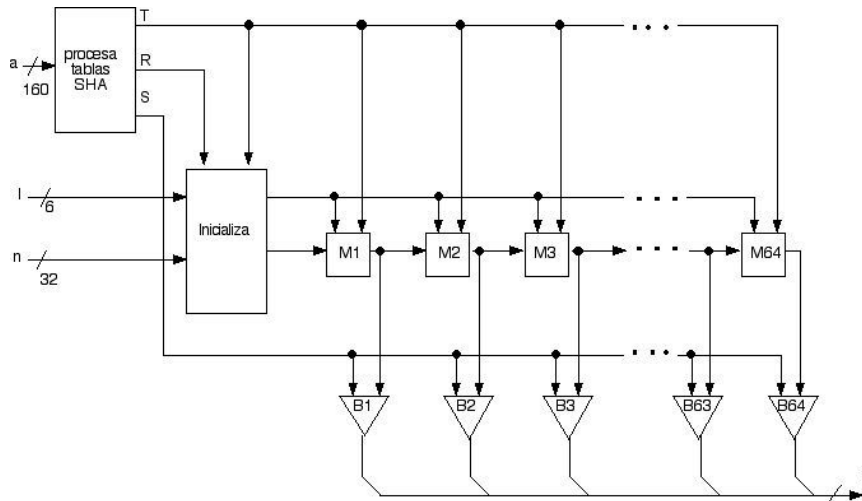 T
procesa
tablas
SHA
a
160
R
S
l
6
Inicializa
n
32
M1
M2
M3
M64
B1
B2
B3
B63
B64